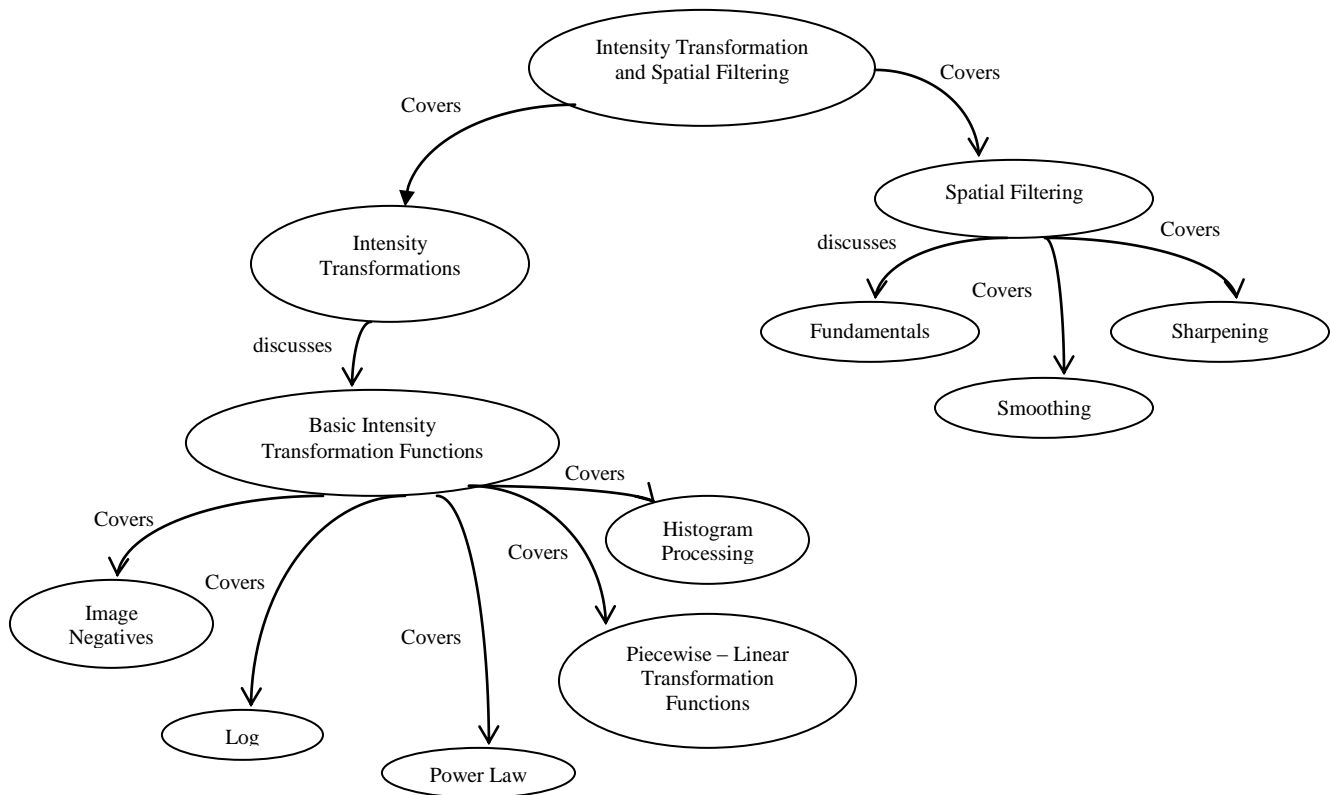 Intensity Transformation
and Spatial Filtering
Covers
Covers
Spatial Filtering
Intensity
Transformations
discusses
Covers
Covers
Fundamentals
Sharpening
Smoothing
discusses
Basic Intensity
Transformation Functions
Covers
Covers
Covers
Covers
Covers
Histogram
Processing
Image
Negatives
Piecewise – Linear
Transformation
Functions
Log
Power Law